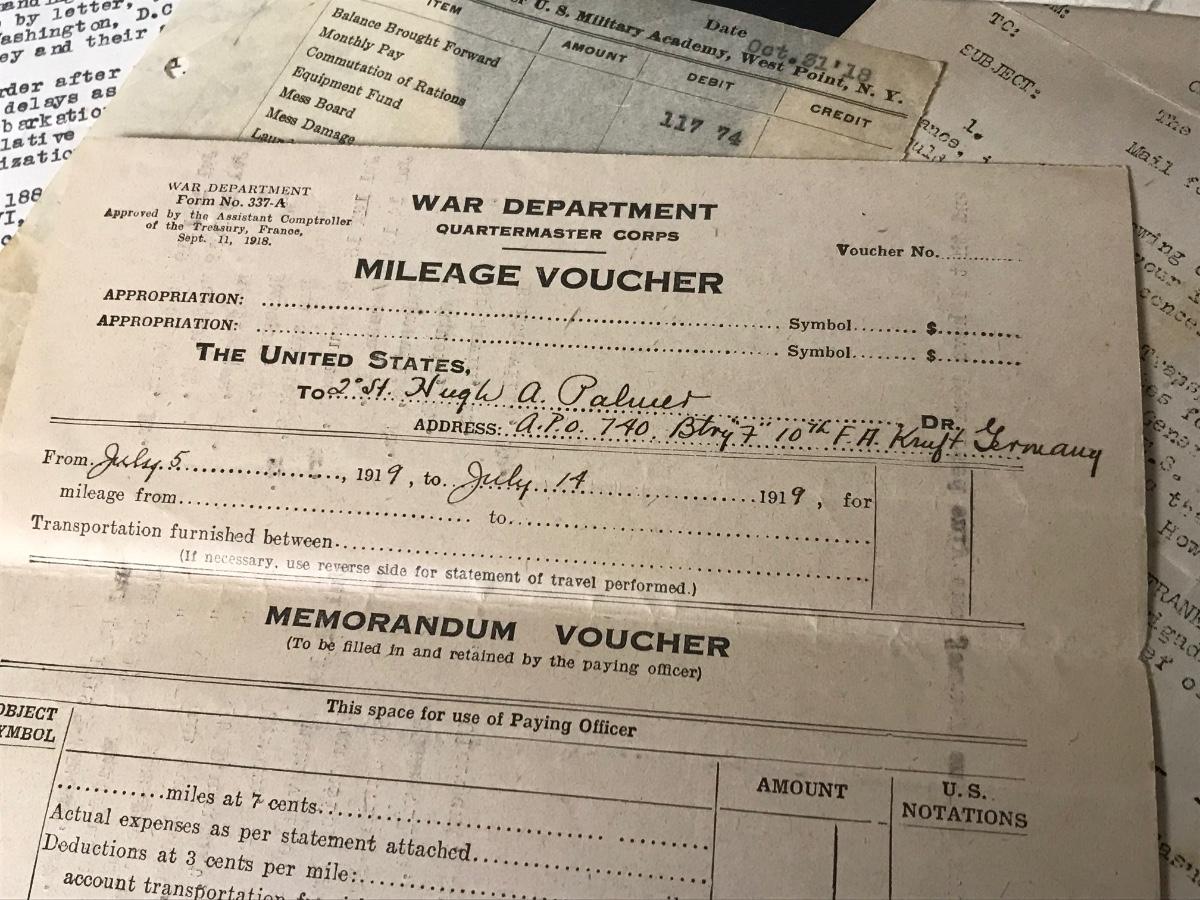 by letter,
Washington, D.C
ey and their
rder after
delays as
barkatio
lative
izatio
188
U. S. Military Academy, West Point, N. Y.
Date Oct. 31 '18
ITEM AMOUNT DEBIT CREDIT
Balance Brought Forward
Monthly Pay
Commutation of Rations
Equipment Fund
Mess Board
Mess Damage
117 74
TO:
SUBJECT:
1.
The
Mail f
WAR DEPARTMENT
Form No. 337-A
Approved by the Assistant Comptroller
of the Treasury, France,
Sept. 11, 1918.
WAR DEPARTMENT
QUARTERMASTER CORPS
Voucher No.
MILEAGE VOUCHER
APPROPRIATION: Symbol $
APPROPRIATION: Symbol $
THE UNITED STATES,
To 2d Lt. Hugh A. Palmer DR.
ADDRESS: A.P.O. 740, Btry "F" 10th F.A. Kruft Germany
From July 5, 1919, to July 14 1919, for
mileage from to
Transportation furnished between
(If necessary, use reverse side for statement of travel performed.)
MEMORANDUM VOUCHER
(To be filled in and retained by the paying officer)
This space for use of Paying Officer
OBJECT
SYMBOL
AMOUNT
U. S.
NOTATIONS
miles at 7 cents
Actual expenses as per statement attached
Deductions at 3 cents per mile:
account transportation